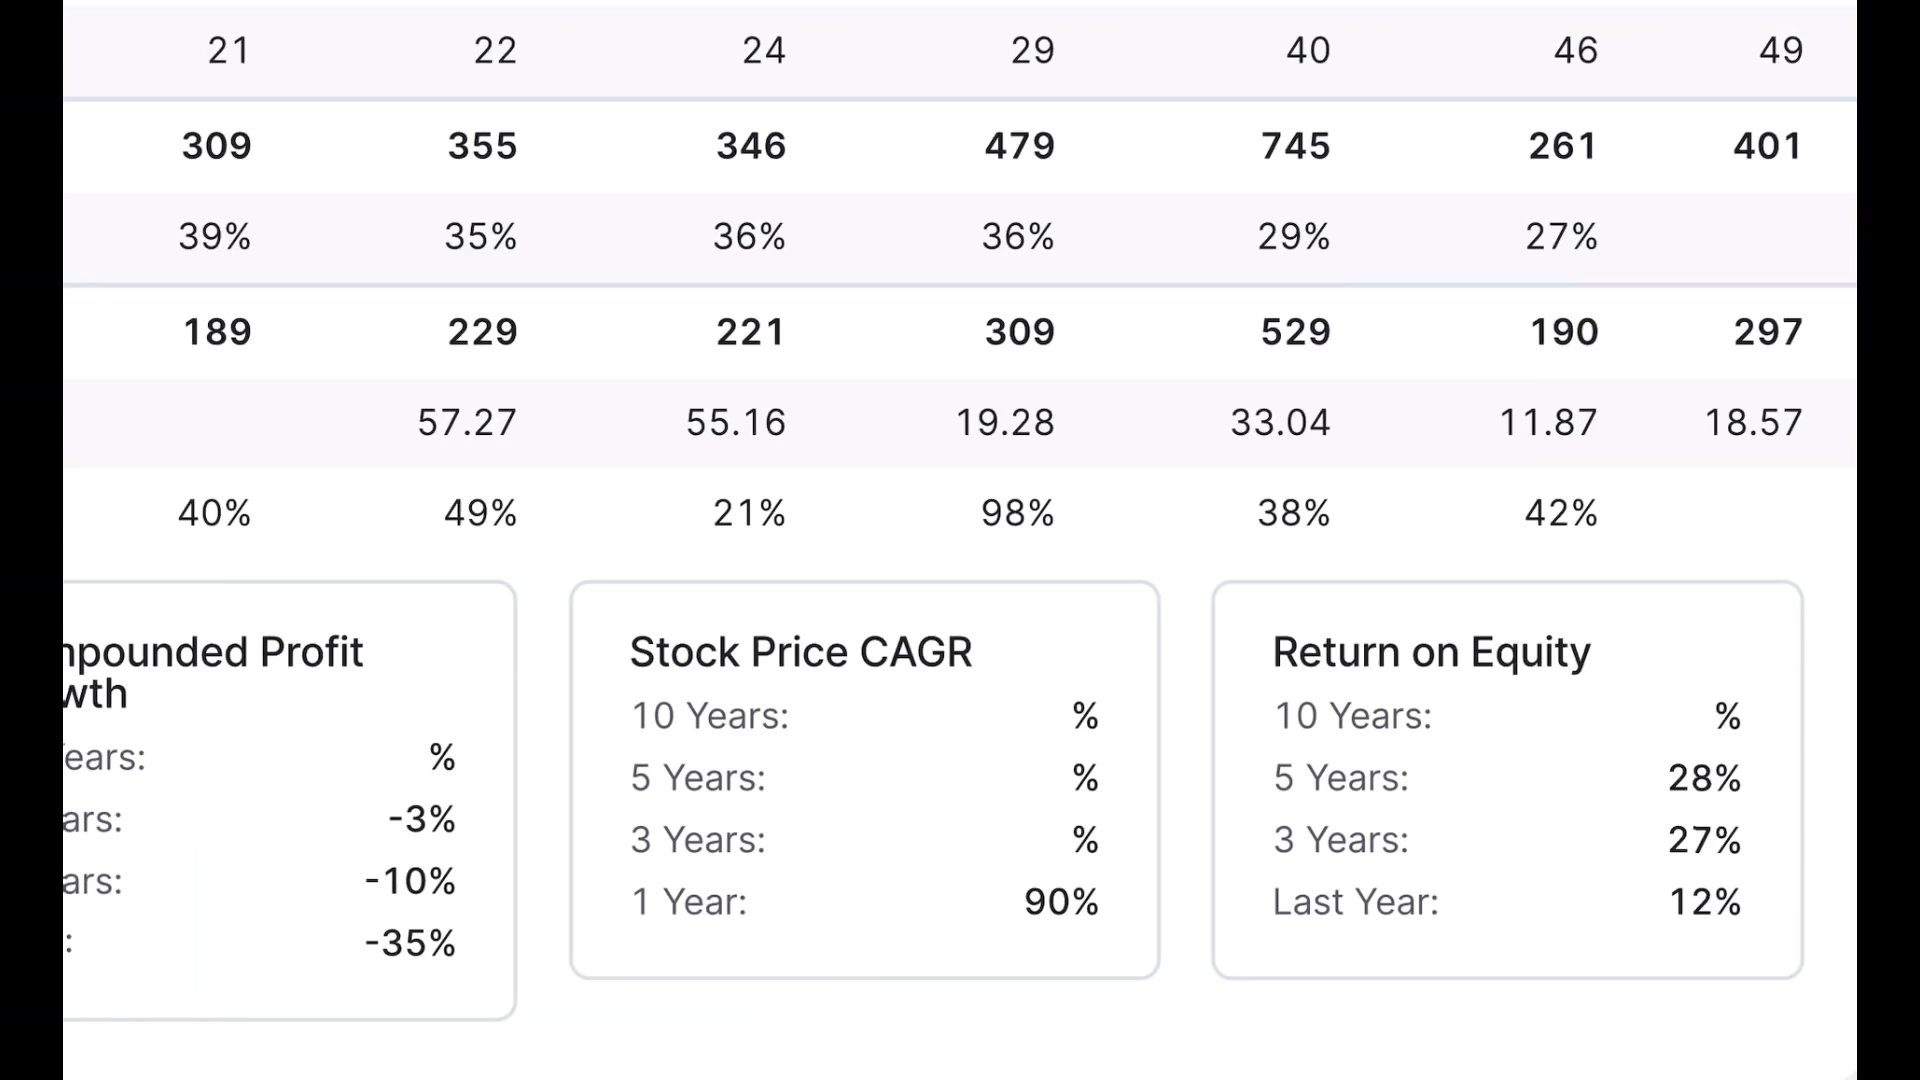 21 22 24 29 40 46 49
309 355 346 479 745 261 401
39% 35% 36% 36% 29% 27%
189 229 221 309 529 190 297
57.27 55.16 19.28 33.04 11.87 18.57
40% 49% 21% 98% 38% 42%
mpounded Profit
wth
ears: %
ars: -3%
ars: -10%
: -35%
Stock Price CAGR
10 Years: %
5 Years: %
3 Years: %
1 Year: 90%
Return on Equity
10 Years: %
5 Years: 28%
3 Years: 27%
Last Year: 12%